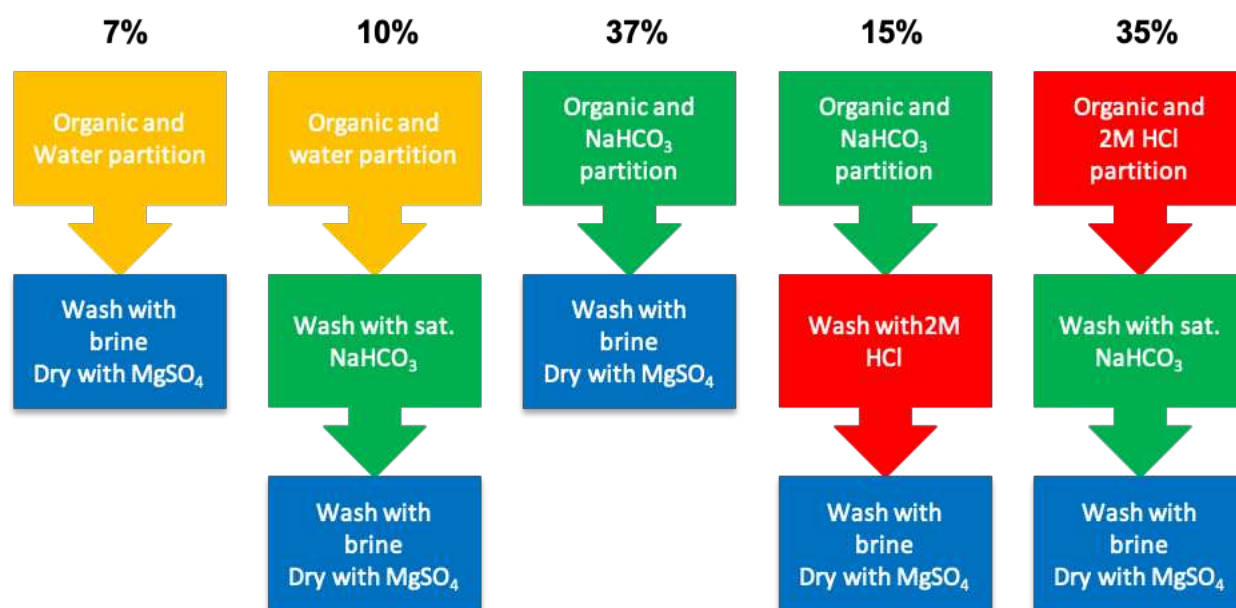 7%
Organic and
Water partition
Wash with
brine
Dry with MgSO₄
10%
Organic and
water partition
Wash with sat.
NaHCO₃
Wash with
brine
Dry with MgSO₄
37%
Organic and
NaHCO₃
partition
Wash with
brine
Dry with MgSO₄
15%
Organic and
NaHCO₃
partition
Wash with2M
HCl
Wash with
brine
Dry with MgSO₄
35%
Organic and
2M HCl
partition
Wash with sat.
NaHCO₃
Wash with
brine
Dry with MgSO₄